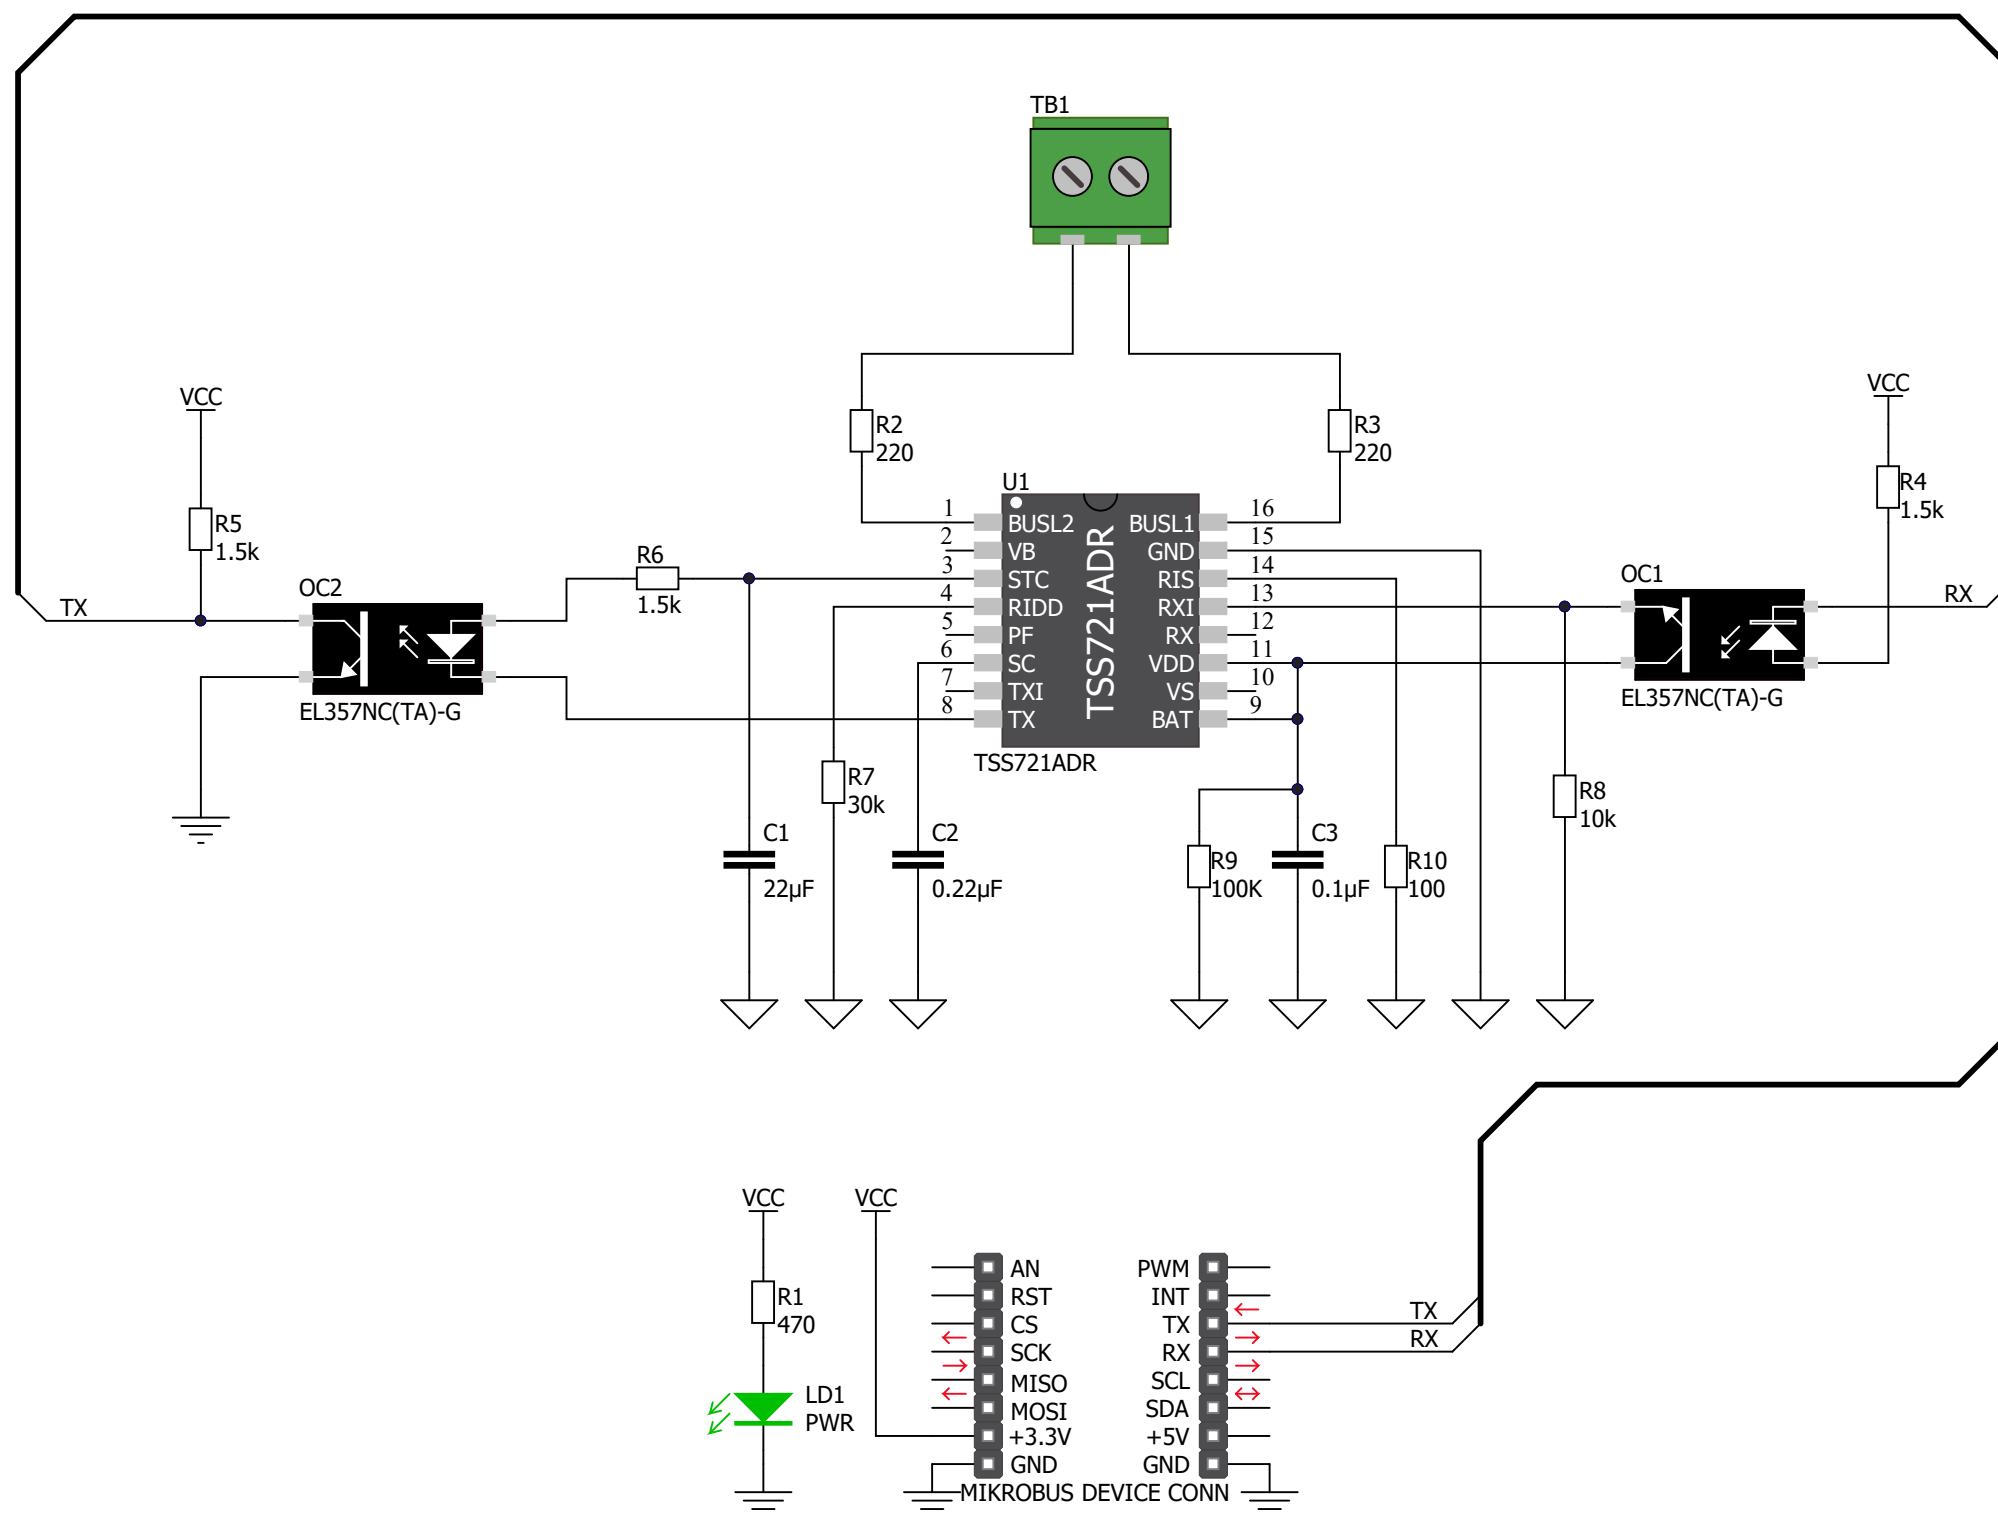 TB1
VCC
VCC
R2
220
R3
220
R4
1.5k
R5
1.5k
U1
1
2
3
4
5
6
7
8
BUSL2
VB
STC
RIDD
PF
SC
TXI
TX
TSS721ADR
BUSL1
GND
RIS
RXI
RX
VDD
VS
BAT
16
15
14
13
12
11
10
9
TSS721ADR
R6
1.5k
OC2
EL357NC(TA)-G
TX
OC1
EL357NC(TA)-G
RX
R7
30k
R8
10k
C1
22µF
C2
0.22µF
R9
100K
C3
0.1µF
R10
100
VCC
VCC
R1
470
LD1
PWR
AN
RST
CS
SCK
MISO
MOSI
+3.3V
GND
PWM
INT
TX
RX
SCL
SDA
+5V
GND
TX
RX
MIKROBUS DEVICE CONN